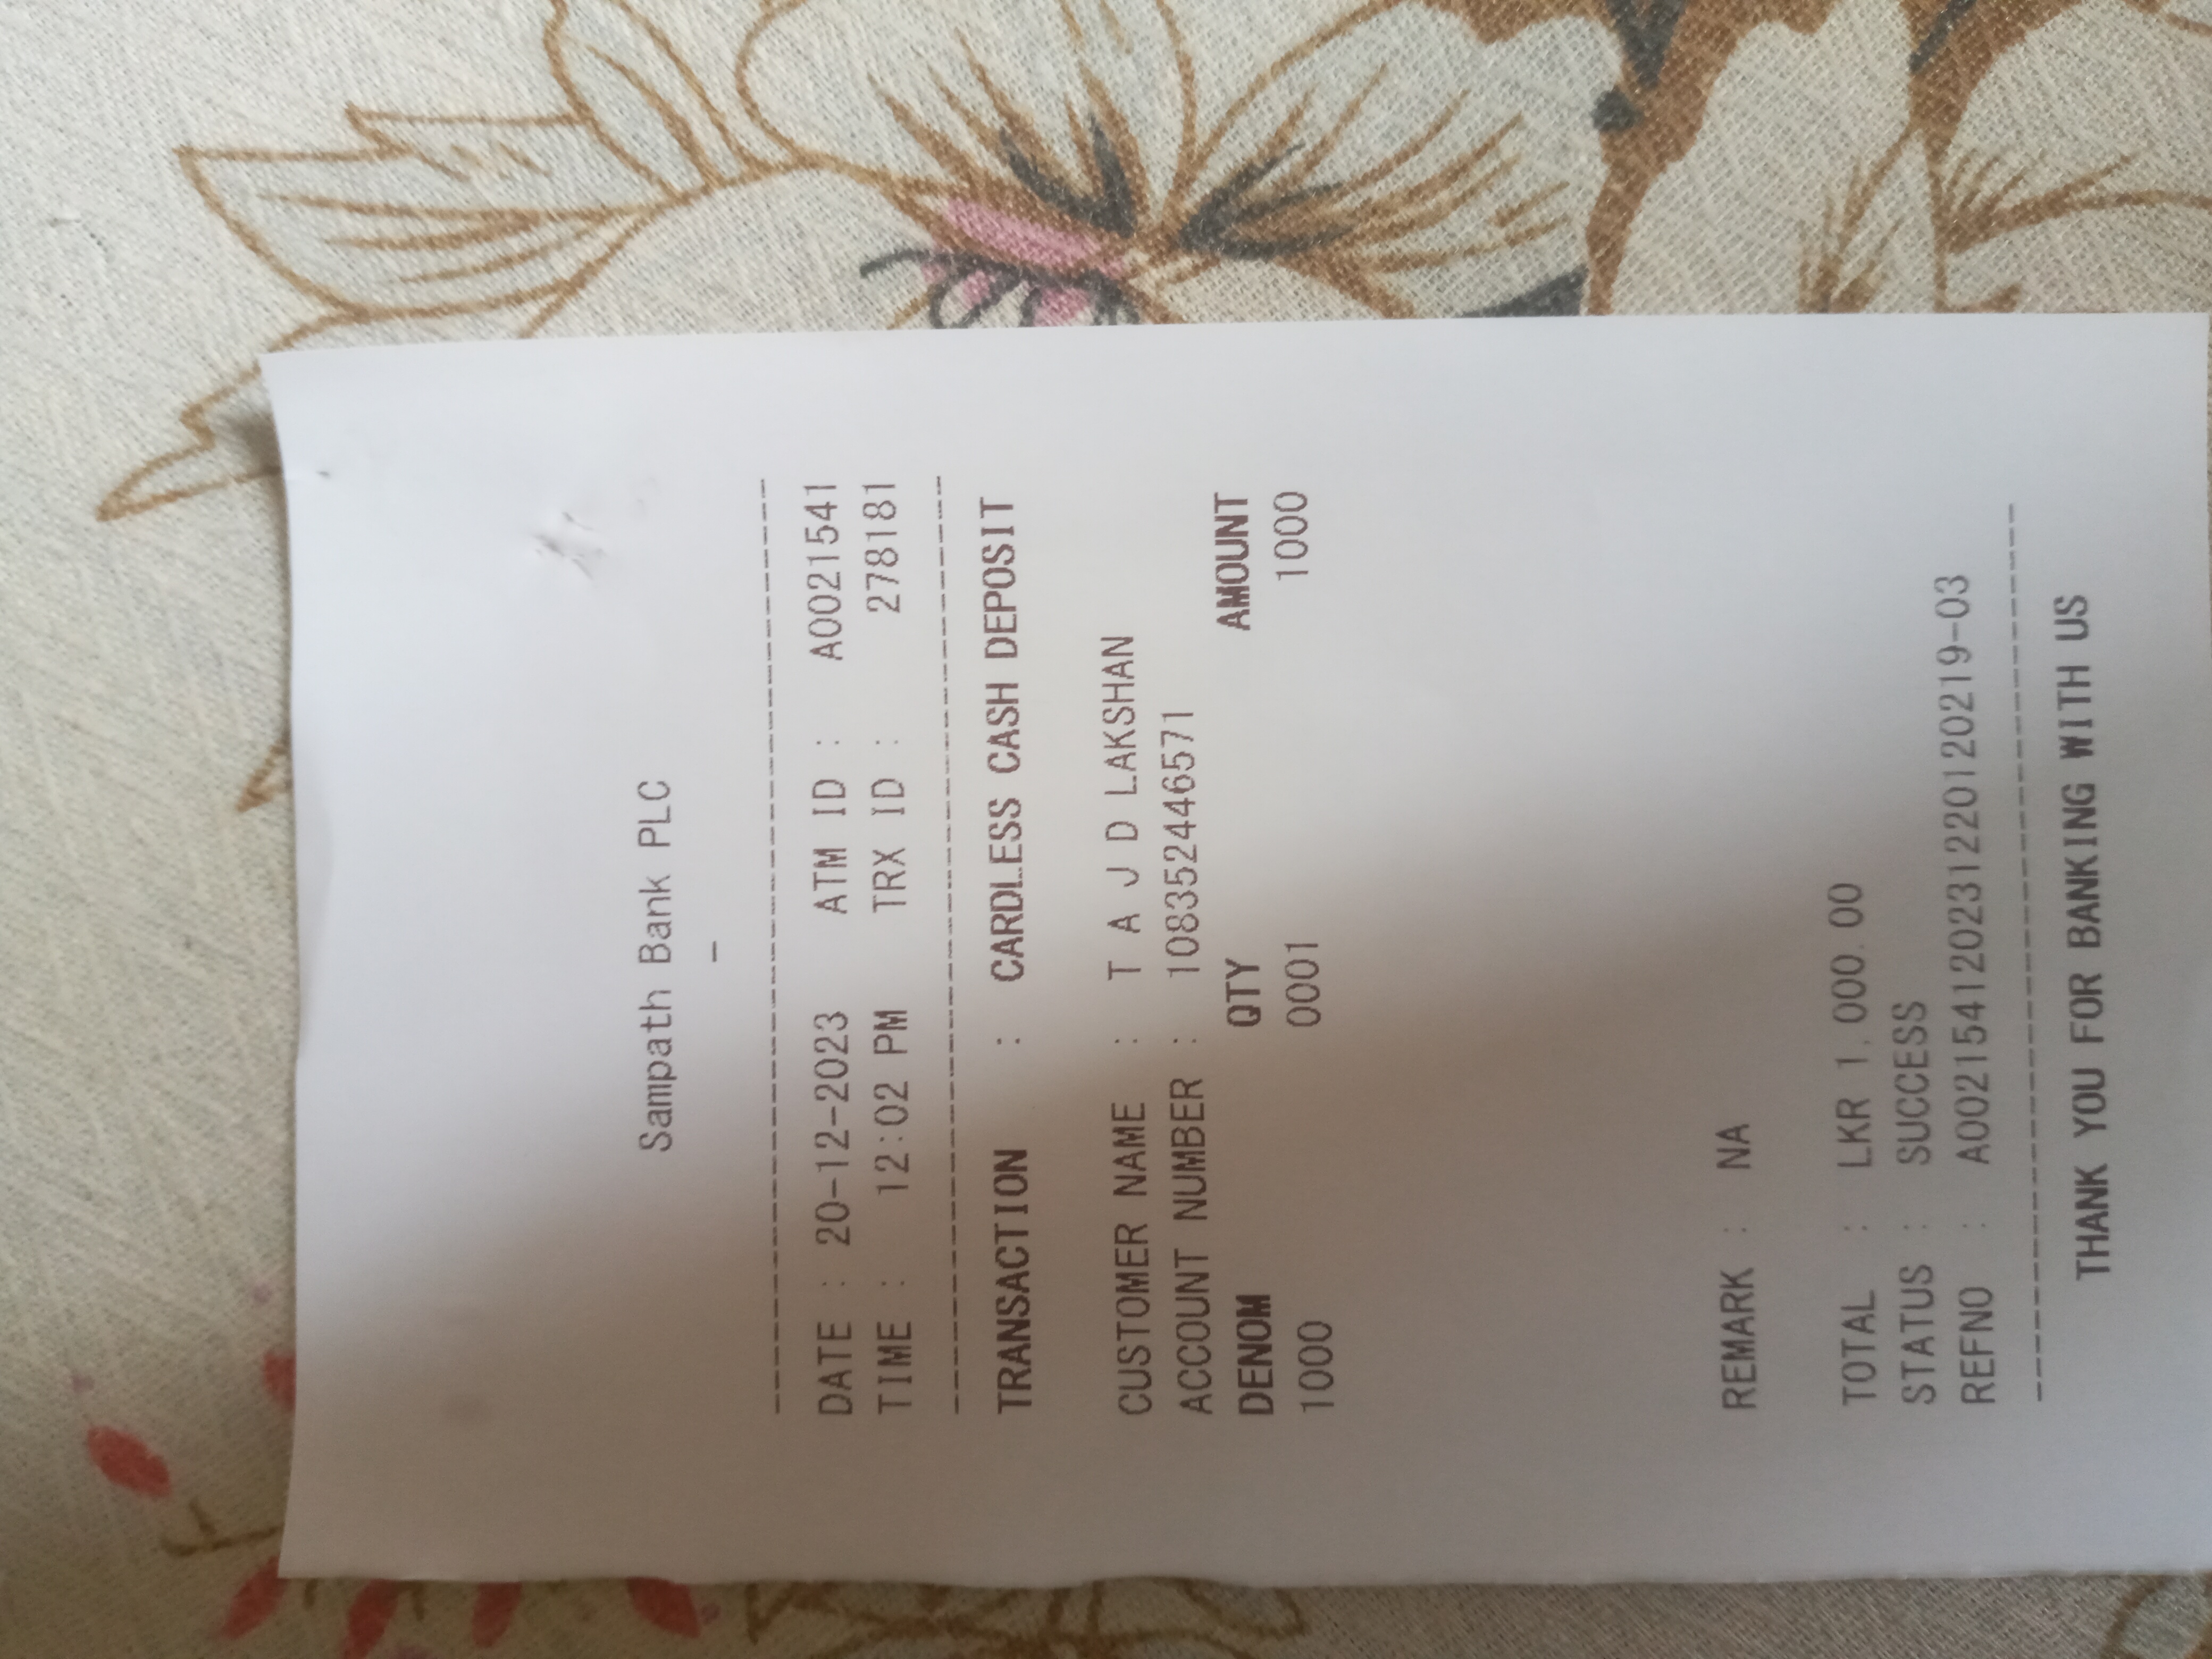 Sampath Bank PLC
-
DATE : 20-12-2023 ATM ID : A0021541
TIME : 12:02 PM TRX ID : 278181
TRANSACTION : CARDLESS CASH DEPOSIT
CUSTOMER NAME : T A J D LAKSHAN
ACCOUNT NUMBER : 108352446571
DENOM QTY AMOUNT
1000 0001 1000
REMARK : NA
TOTAL : LKR 1,000.00
STATUS : SUCCESS
REFNO : A00215412023122012020219-03
THANK YOU FOR BANKING WITH US